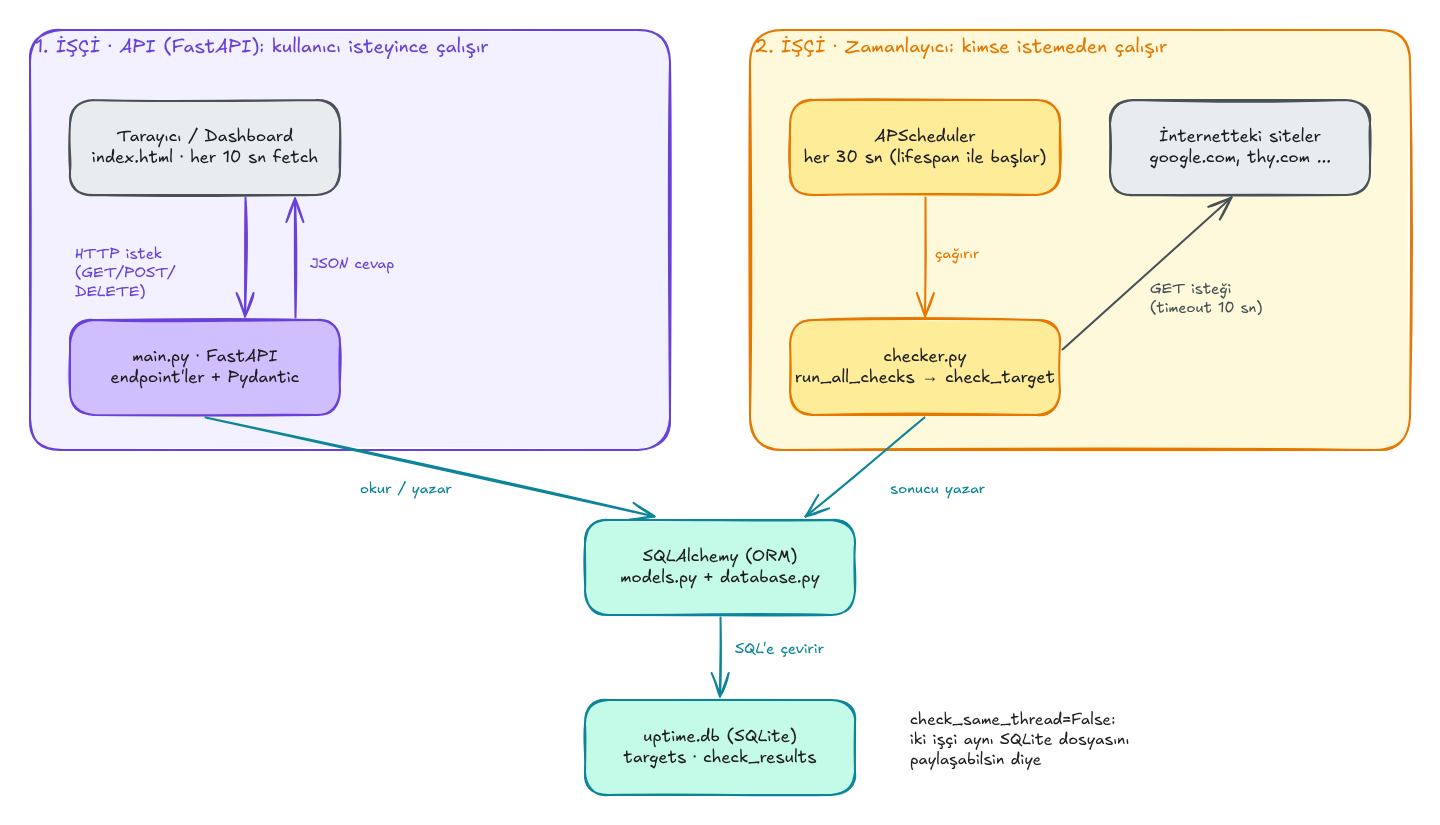 1. İŞÇİ · API (FastAPI): kullanıcı isteyince çalışır
Tarayıcı / Dashboard
index.html · her 10 sn fetch
HTTP istek
(GET/POST/
DELETE)
JSON cevap
main.py · FastAPI
endpoint'ler + Pydantic
2. İŞÇİ · Zamanlayıcı: kimse istemeden çalışır
APScheduler
her 30 sn (lifespan ile başlar)
İnternetteki siteler
google.com, thy.com ...
çağırır
GET isteği
(timeout 10 sn)
checker.py
run_all_checks → check_target
okur / yazar
sonucu yazar
SQLAlchemy (ORM)
models.py + database.py
SQL'e çevirir
uptime.db (SQLite)
targets · check_results
check_same_thread=False:
iki işçi aynı SQLite dosyasını
paylaşabilsin diye